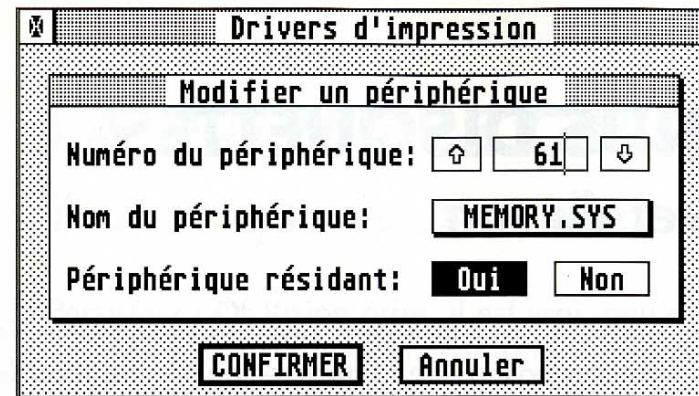 Drivers d'impression
Modifier un périphérique
Numéro du périphérique: 61
Nom du périphérique: MEMORY.SYS
Périphérique résidant: Oui Non
CONFIRMER Annuler